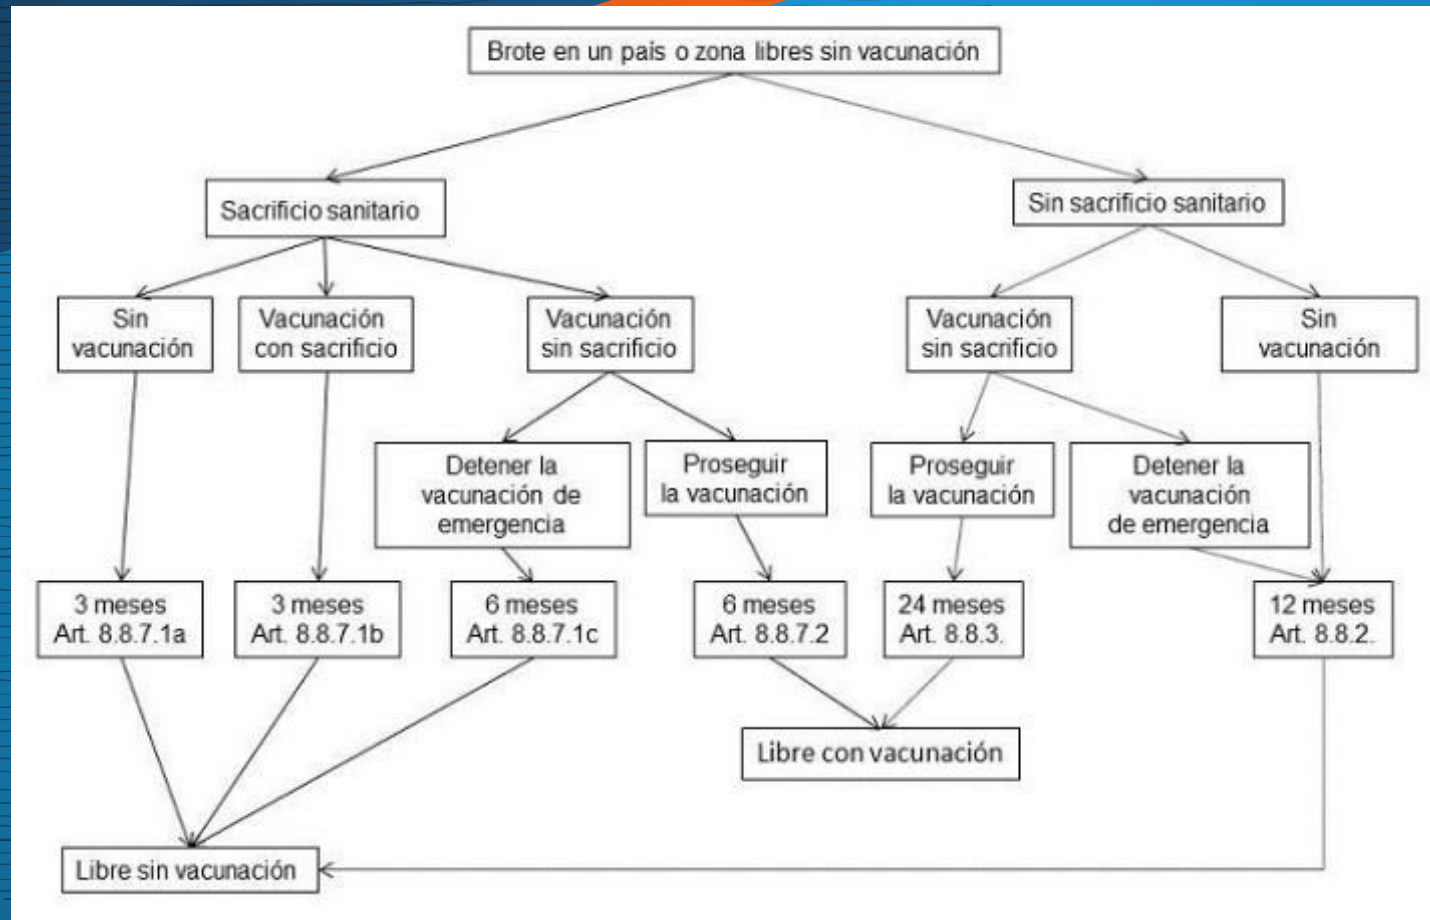 Brote en un país o zona libres sin vacunación
Sacrificio sanitario
Sin sacrificio sanitario
Sin
vacunación
Vacunación
con sacrificio
Vacunación
sin sacrificio
Vacunación
sin sacrificio
Sin
vacunación
Detener la
vacunación de
emergencia
Proseguir
la vacunación
Proseguir
la vacunación
Detener la
vacunación
de emergencia
3 meses
Art. 8.8.7.1a
3 meses
Art. 8.8.7.1b
6 meses
Art. 8.8.7.1c
6 meses
Art. 8.8.7.2
24 meses
Art. 8.8.3.
12 meses
Art. 8.8.2.
Libre con vacunación
Libre sin vacunación